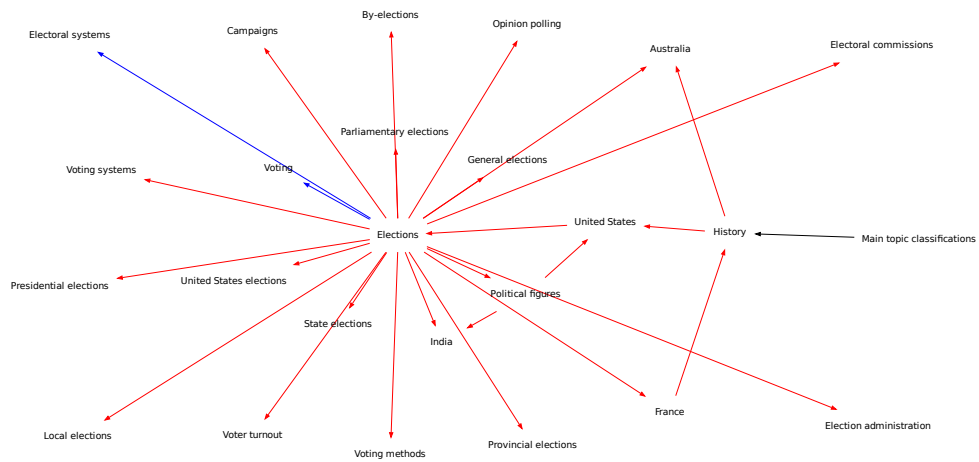 By-elections
Opinion polling
Campaigns
Electoral systems
Electoral commissions
Australia
Parliamentary elections
General elections
Voting
Voting systems
United States
History
Elections
Main topic classifications
United States elections
Presidential elections
Political figures
State elections
India
France
Election administration
Local elections
Voter turnout
Provincial elections
Voting methods